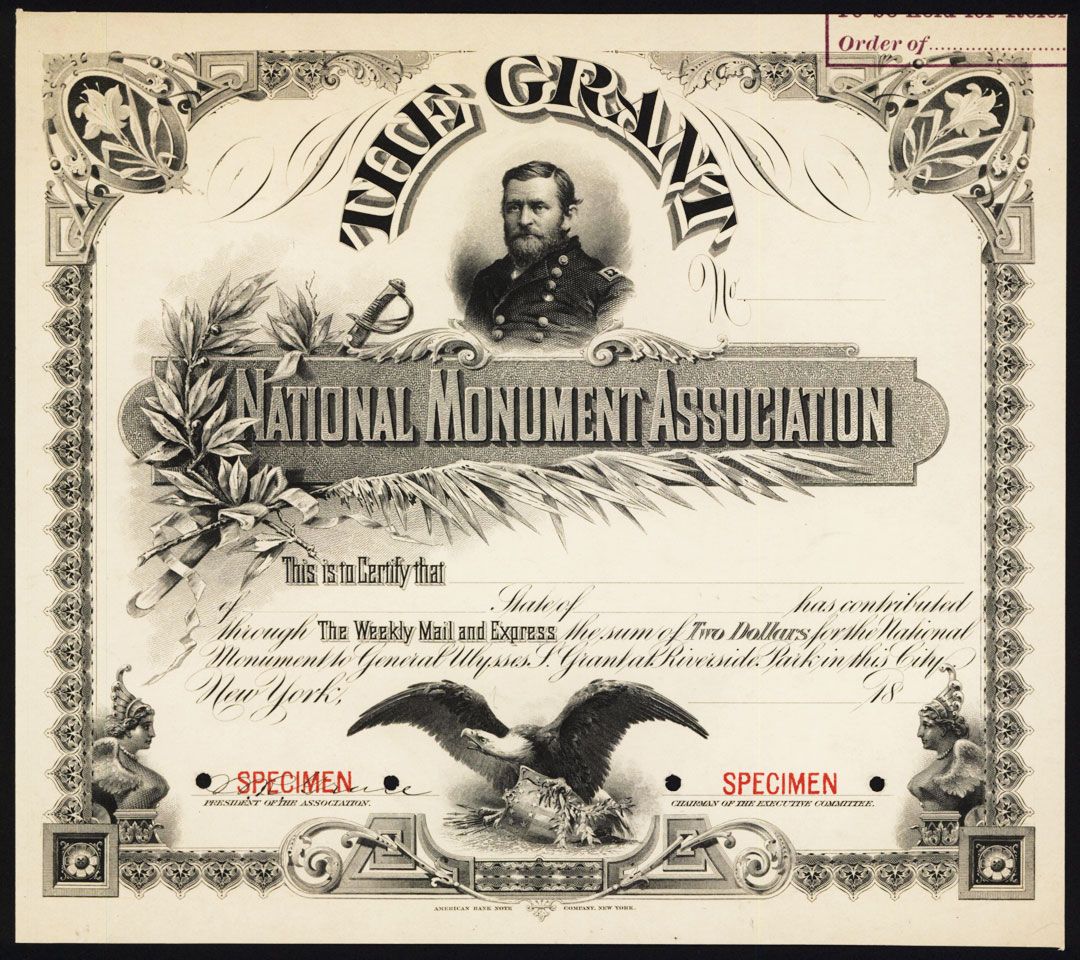 Order of
THE GRANT
No.
NATIONAL MONUMENT ASSOCIATION
This is to Certify that
of State of has contributed
through The Weekly Mail and Express the sum of Two Dollars for the National
Monument to General Ulysses S. Grant at Riverside Park in this City.
New York, 18
SPECIMEN SPECIMEN
PRESIDENT OF THE ASSOCIATION. CHAIRMAN OF THE EXECUTIVE COMMITTEE.
AMERICAN BANK NOTE COMPANY, NEW YORK.